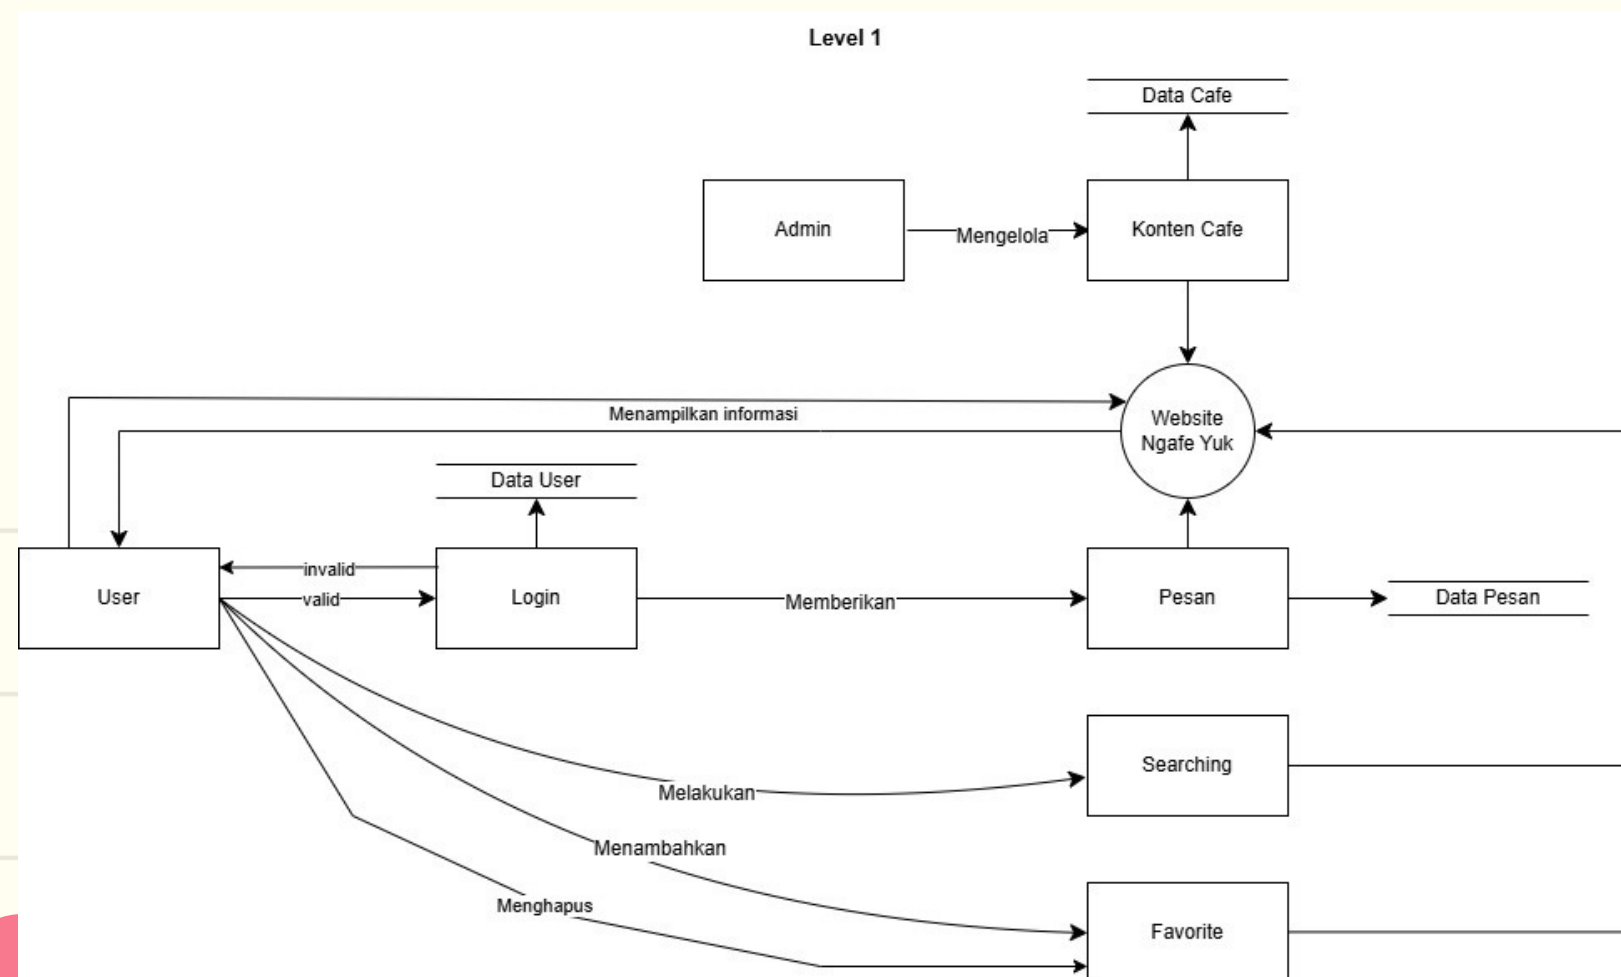 Level 1
Data Cafe
Admin
Mengelola
Konten Cafe
Menampilkan informasi
Website
Ngafe Yuk
Data User
User
invalid
valid
Login
Memberikan
Pesan
Data Pesan
Melakukan
Searching
Menambahkan
Menghapus
Favorite